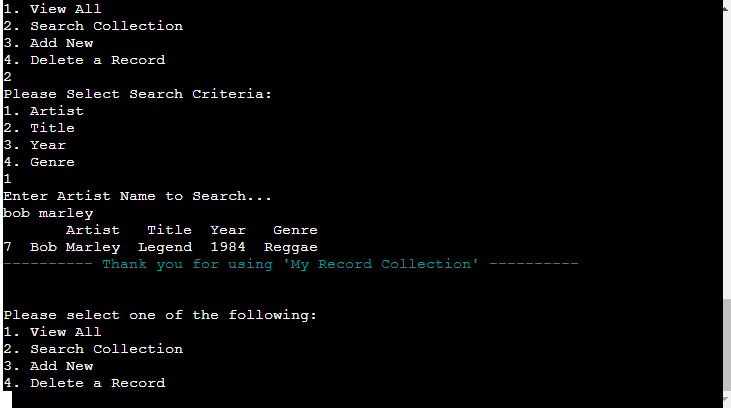 1. View All
2. Search Collection
3. Add New
4. Delete a Record
2
Please Select Search Criteria:
1. Artist
2. Title
3. Year
4. Genre
1
Enter Artist Name to Search...
bob marley
       Artist   Title  Year   Genre
7  Bob Marley  Legend  1984  Reggae
---------- Thank you for using 'My Record Collection' ----------
Please select one of the following:
1. View All
2. Search Collection
3. Add New
4. Delete a Record